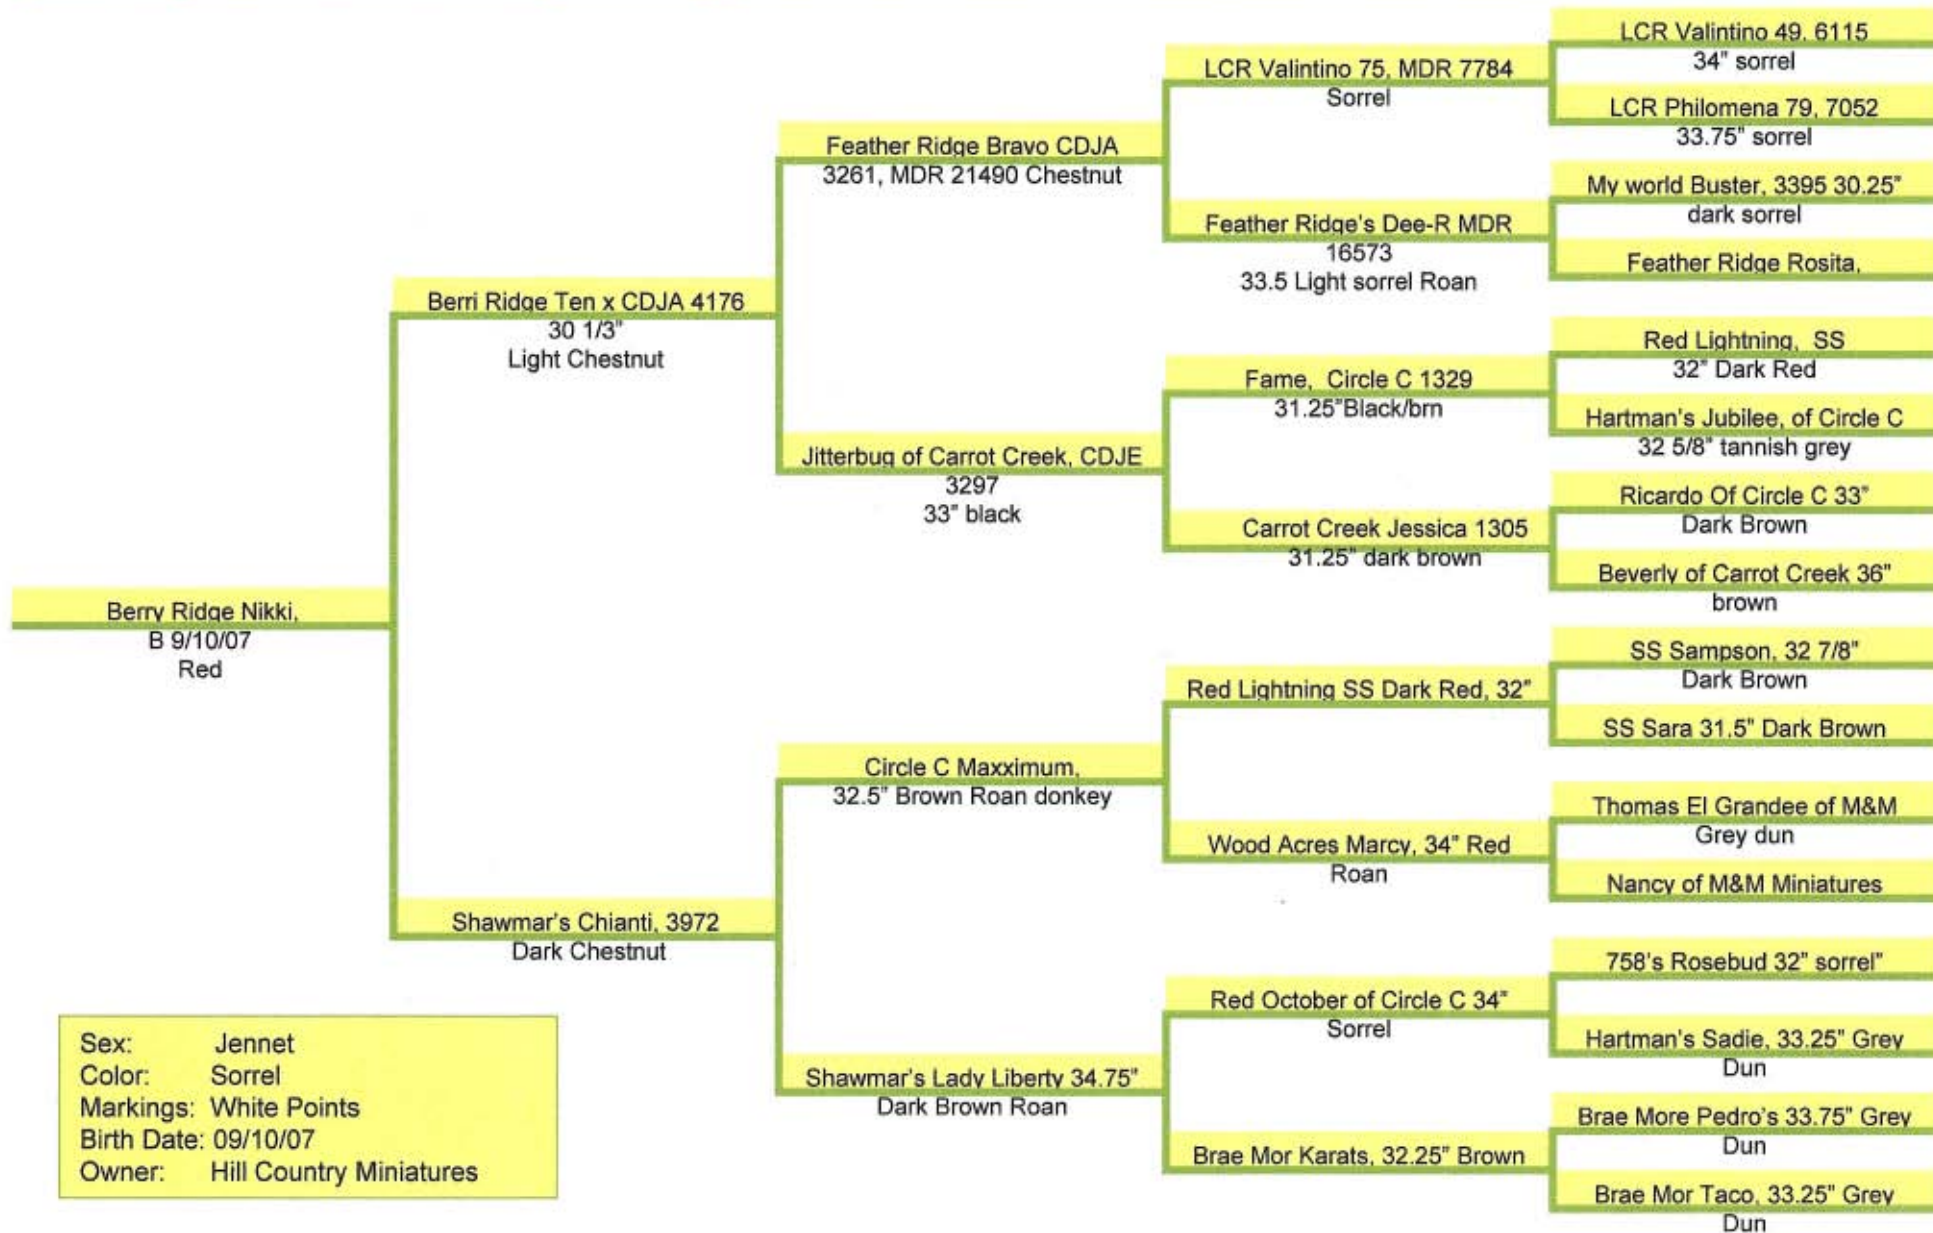 Berry Ridge Nikki,
B 9/10/07
Red
Berri Ridge Ten x CDJA 4176
30 1/3"
Light Chestnut
Shawmar's Chianti, 3972
Dark Chestnut
Feather Ridge Bravo CDJA
3261, MDR 21490 Chestnut
Jitterbug of Carrot Creek, CDJE
3297
33" black
Circle C Maxximum,
32.5" Brown Roan donkey
Shawmar's Lady Liberty 34.75"
Dark Brown Roan
LCR Valintino 75, MDR 7784
Sorrel
Feather Ridge's Dee-R MDR
16573
33.5 Light sorrel Roan
Fame, Circle C 1329
31.25"Black/brn
Carrot Creek Jessica 1305
31.25" dark brown
Red Lightning SS Dark Red, 32"
Wood Acres Marcy, 34" Red
Roan
Red October of Circle C 34"
Sorrel
Brae Mor Karats, 32.25" Brown
LCR Valintino 49. 6115
34" sorrel
LCR Philomena 79, 7052
33.75" sorrel
My world Buster, 3395 30.25"
dark sorrel
Feather Ridge Rosita,
Red Lightning, SS
32" Dark Red
Hartman's Jubilee, of Circle C
32 5/8" tannish grey
Ricardo Of Circle C 33"
Dark Brown
Beverly of Carrot Creek 36"
brown
SS Sampson, 32 7/8"
Dark Brown
SS Sara 31.5" Dark Brown
Thomas El Grandee of M&M
Grey dun
Nancy of M&M Miniatures
758's Rosebud 32" sorrel"
Hartman's Sadie, 33.25" Grey
Dun
Brae More Pedro's 33.75" Grey
Dun
Brae Mor Taco, 33.25" Grey
Dun
Sex: Jennet
Color: Sorrel
Markings: White Points
Birth Date: 09/10/07
Owner: Hill Country Miniatures